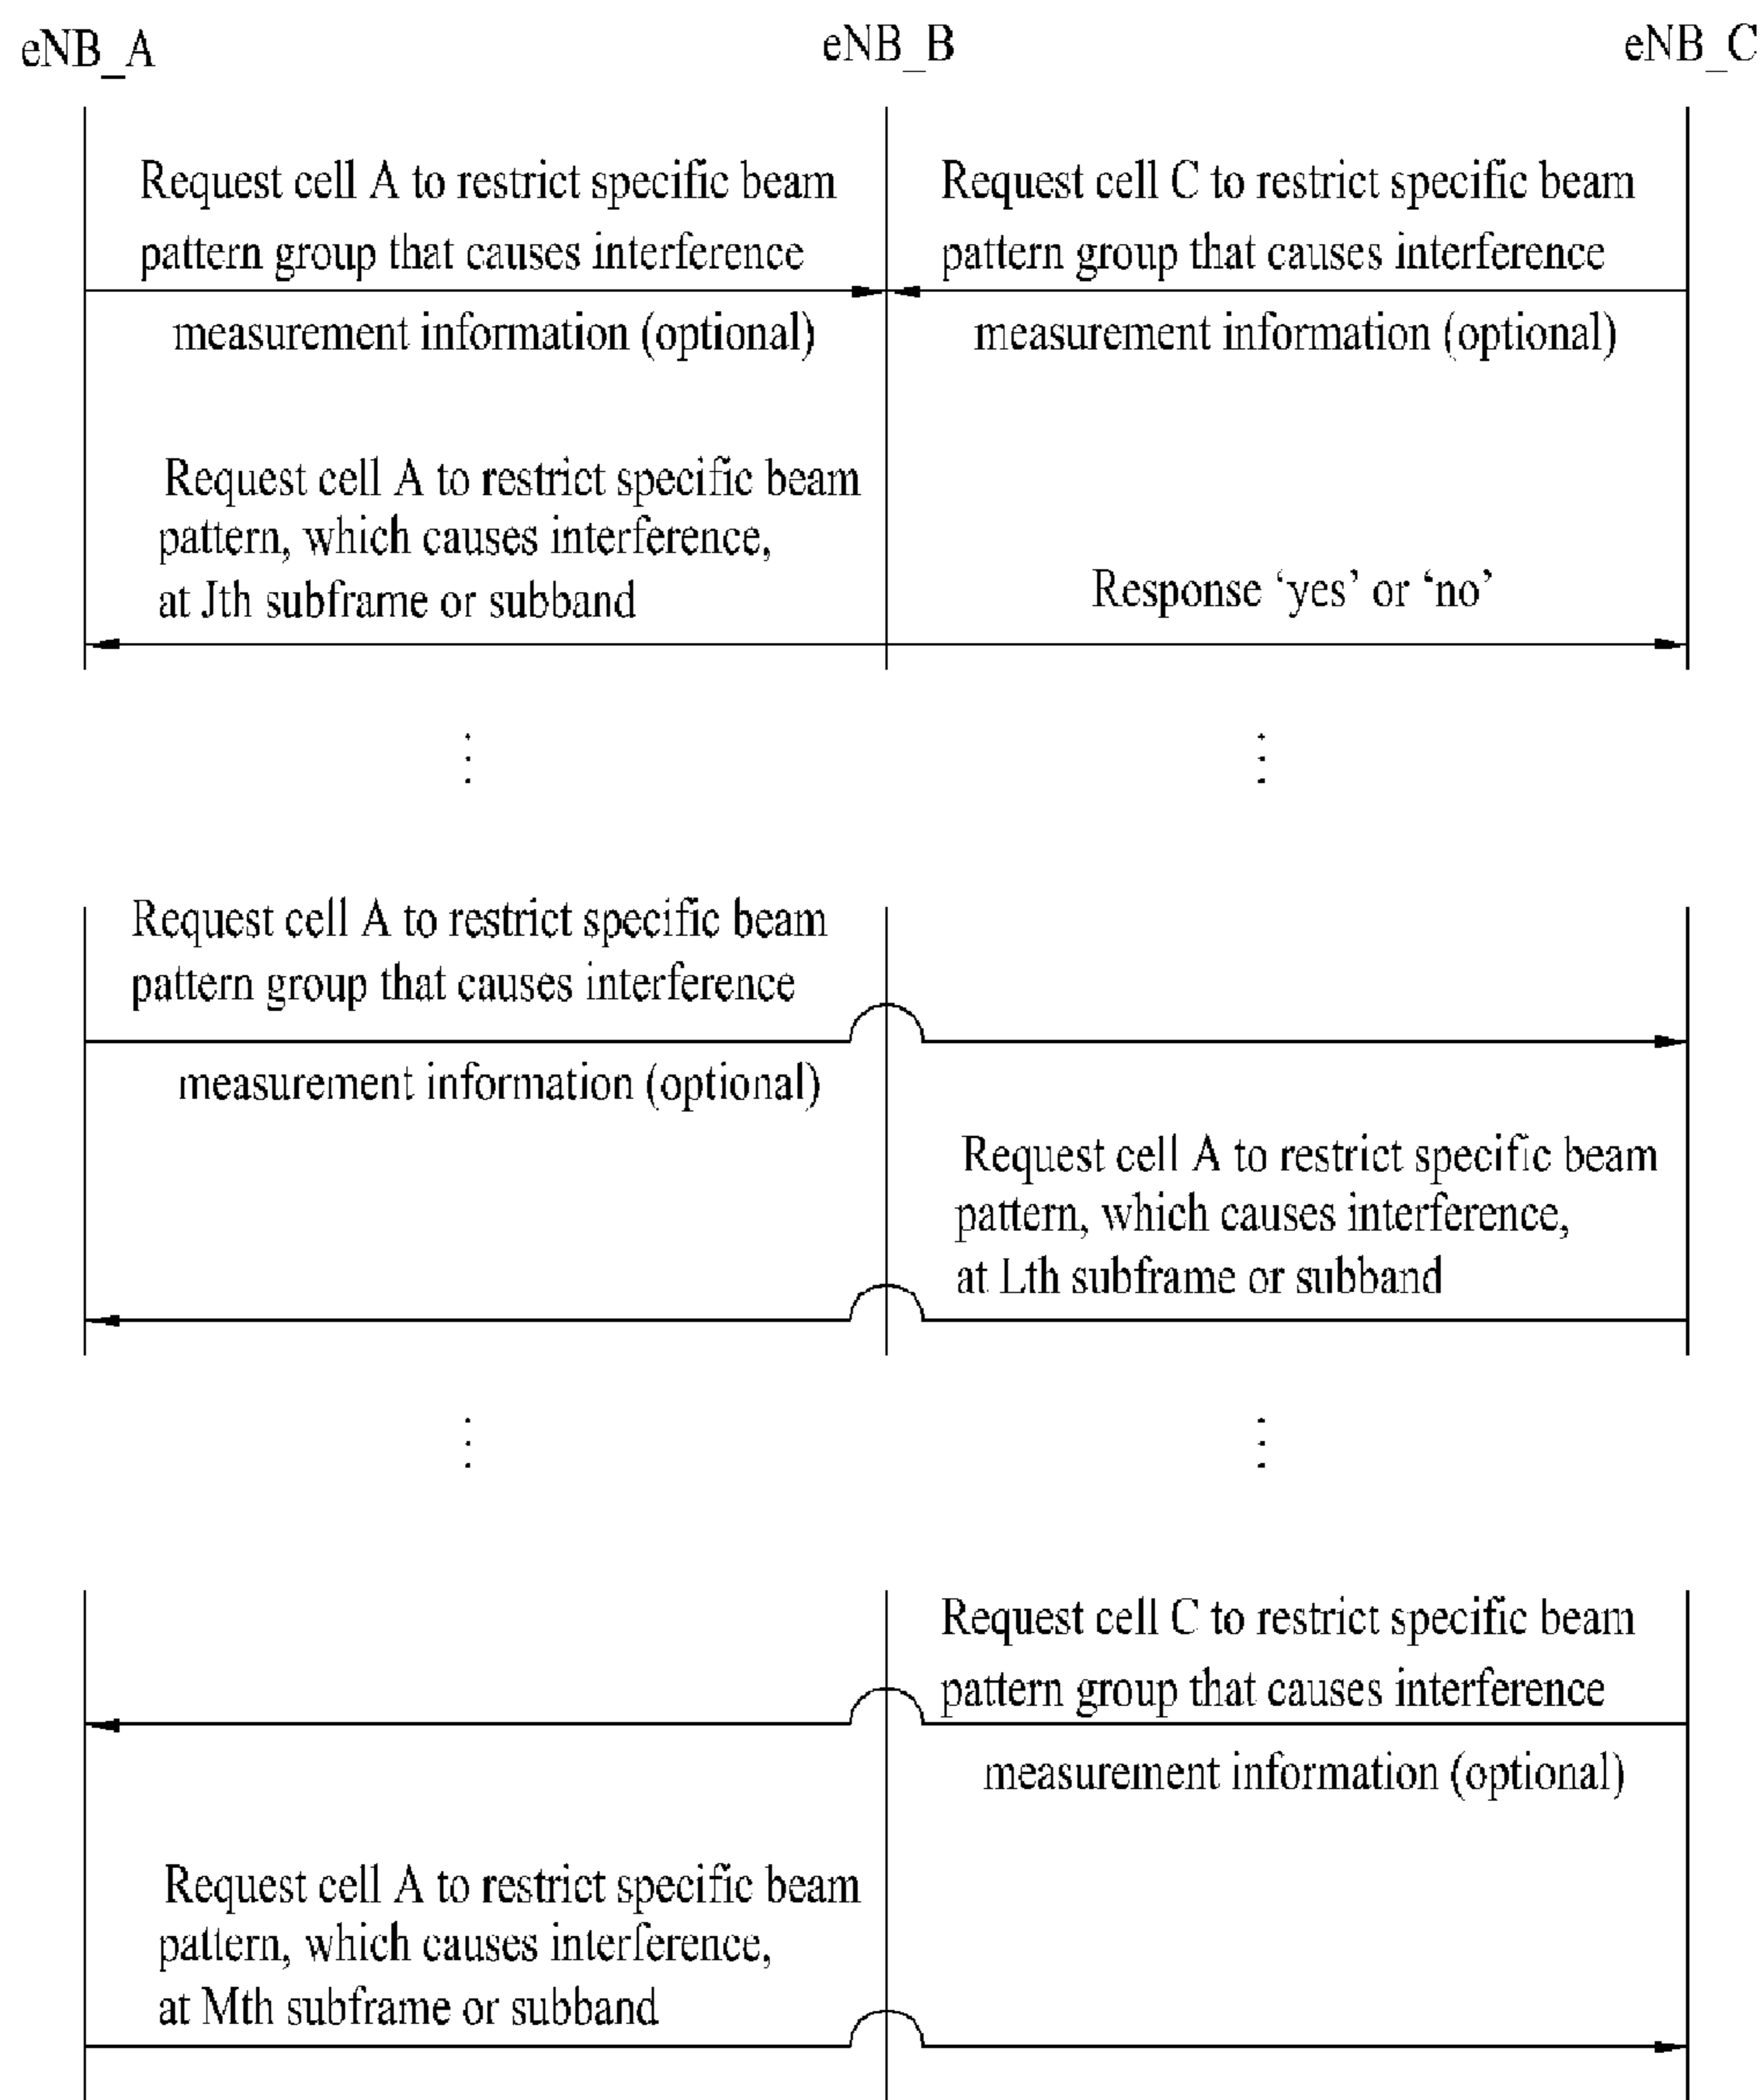 eNB_A
eNB_B
eNB_C
Request cell A to restrict specific beam
pattern group that causes interference
measurement information (optional)
Request cell C to restrict specific beam
pattern group that causes interference
measurement information (optional)
Request cell A to restrict specific beam
pattern, which causes interference,
at Jth subframe or subband
Response ‘yes’ or ‘no’
Request cell A to restrict specific beam
pattern group that causes interference
measurement information (optional)
Request cell A to restrict specific beam
pattern, which causes interference,
at Lth subframe or subband
Request cell C to restrict specific beam
pattern group that causes interference
measurement information (optional)
Request cell A to restrict specific beam
pattern, which causes interference,
at Mth subframe or subband